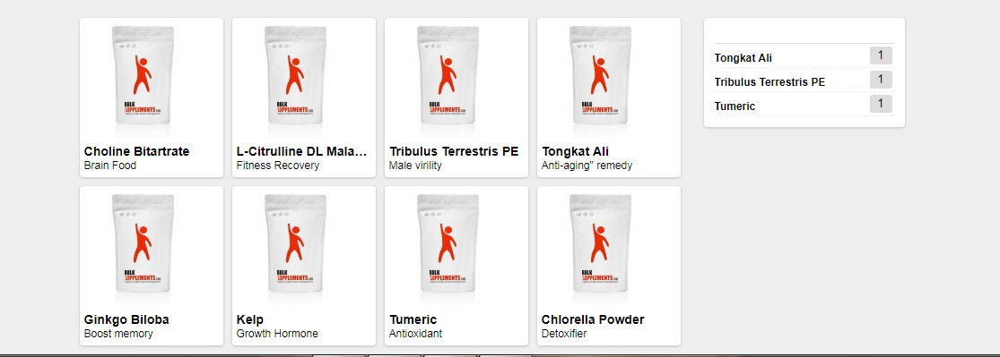 BULK
SUPPLEMENTS.com
Choline Bitartrate
Brain Food
BULK
SUPPLEMENTS.com
L-Citrulline DL Mala...
Fitness Recovery
BULK
SUPPLEMENTS.com
Tribulus Terrestris PE
Male virility
BULK
SUPPLEMENTS.com
Tongkat Ali
Anti-aging" remedy
BULK
SUPPLEMENTS.com
Ginkgo Biloba
Boost memory
BULK
SUPPLEMENTS.com
Kelp
Growth Hormone
BULK
SUPPLEMENTS.com
Tumeric
Antioxidant
BULK
SUPPLEMENTS.com
Chlorella Powder
Detoxifier
Tongkat Ali 1
Tribulus Terrestris PE 1
Tumeric 1